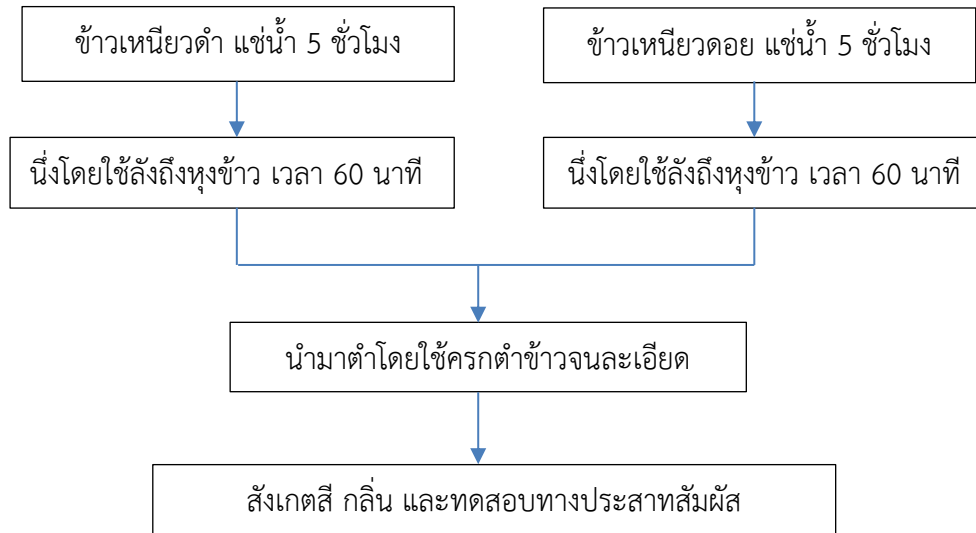 ข้าวเหนียวดำ แช่น้ำ 5 ชั่วโมง
ข้าวเหนียวดอย แช่น้ำ 5 ชั่วโมง
นึ่งโดยใช้ลังถึงหุงข้าว เวลา 60 นาที
นึ่งโดยใช้ลังถึงหุงข้าว เวลา 60 นาที
นำมาตำโดยใช้ครกตำข้าวจนละเอียด
สังเกตสี กลิ่น และทดสอบทางประสาทสัมผัส